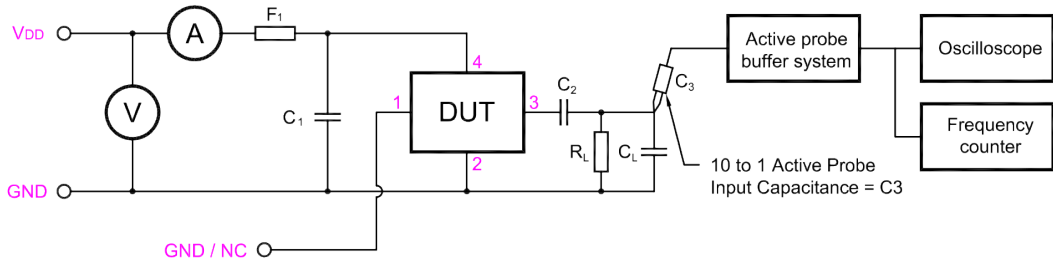 VDD
A
F1
V
C1
4
1
DUT
3
2
C2
RL
CL
C3
Active probe
buffer system
Oscilloscope
Frequency
counter
10 to 1 Active Probe
Input Capacitance = C3
GND
GND / NC